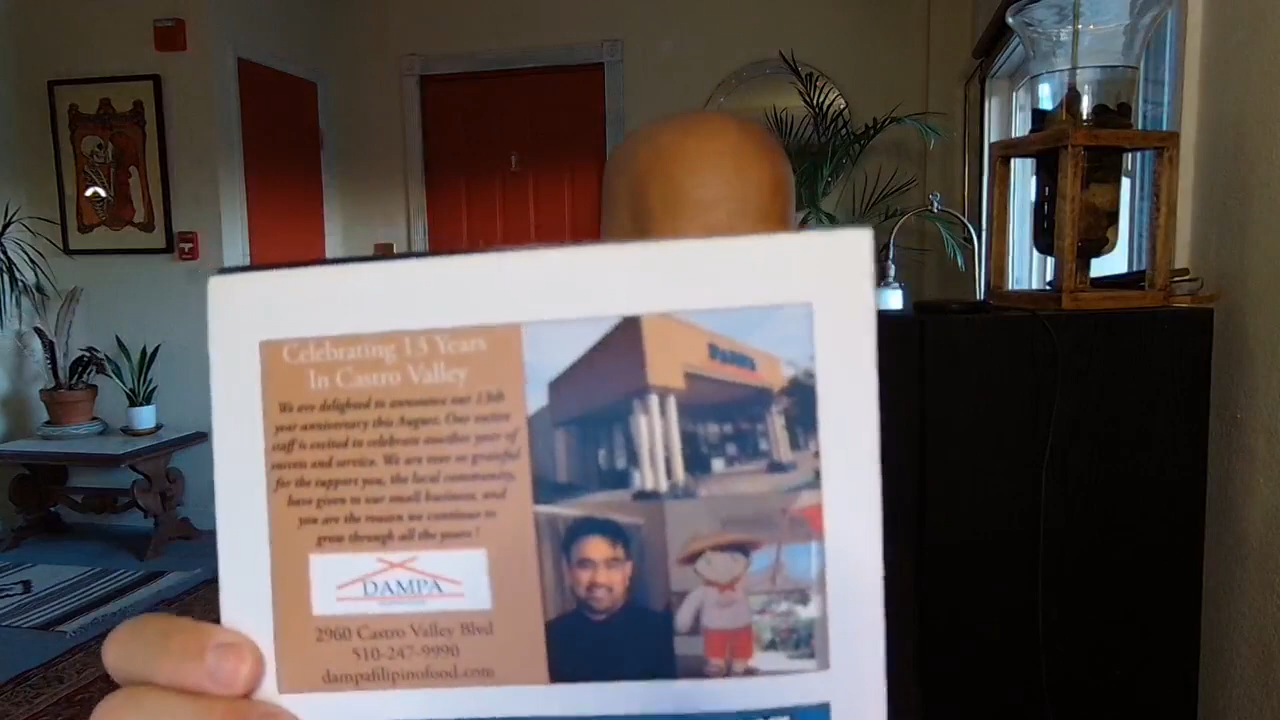 Celebrating 13 Years
In Castro Valley
We are delighted to announce our 13th
year anniversary this August. Our entire
staff is excited to celebrate another year of
success and service. We are ever so grateful
for the support you, the local community,
have given to our small business, and
you are the reason we continue to
grow through all the years!
DAMPA
2960 Castro Valley Blvd
510-247-9990
dampafilipinofood.com